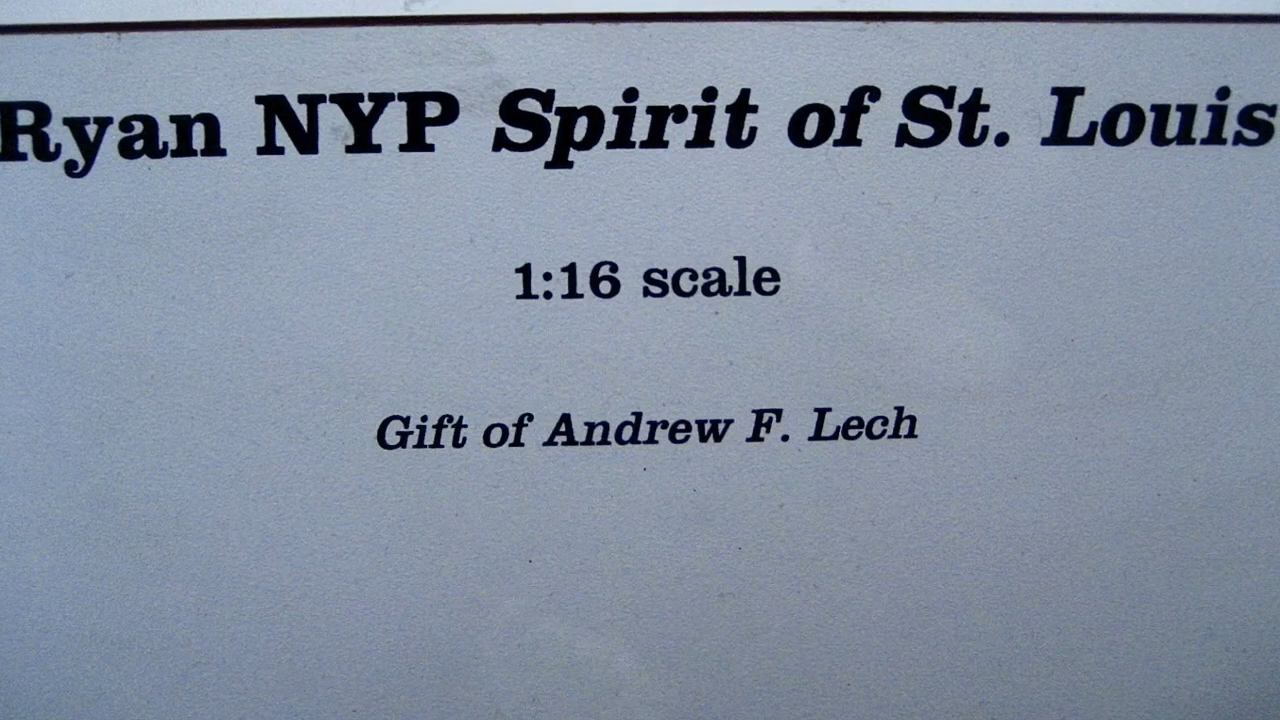 Ryan NYP Spirit of St. Louis
1:16 scale
Gift of Andrew F. Lech